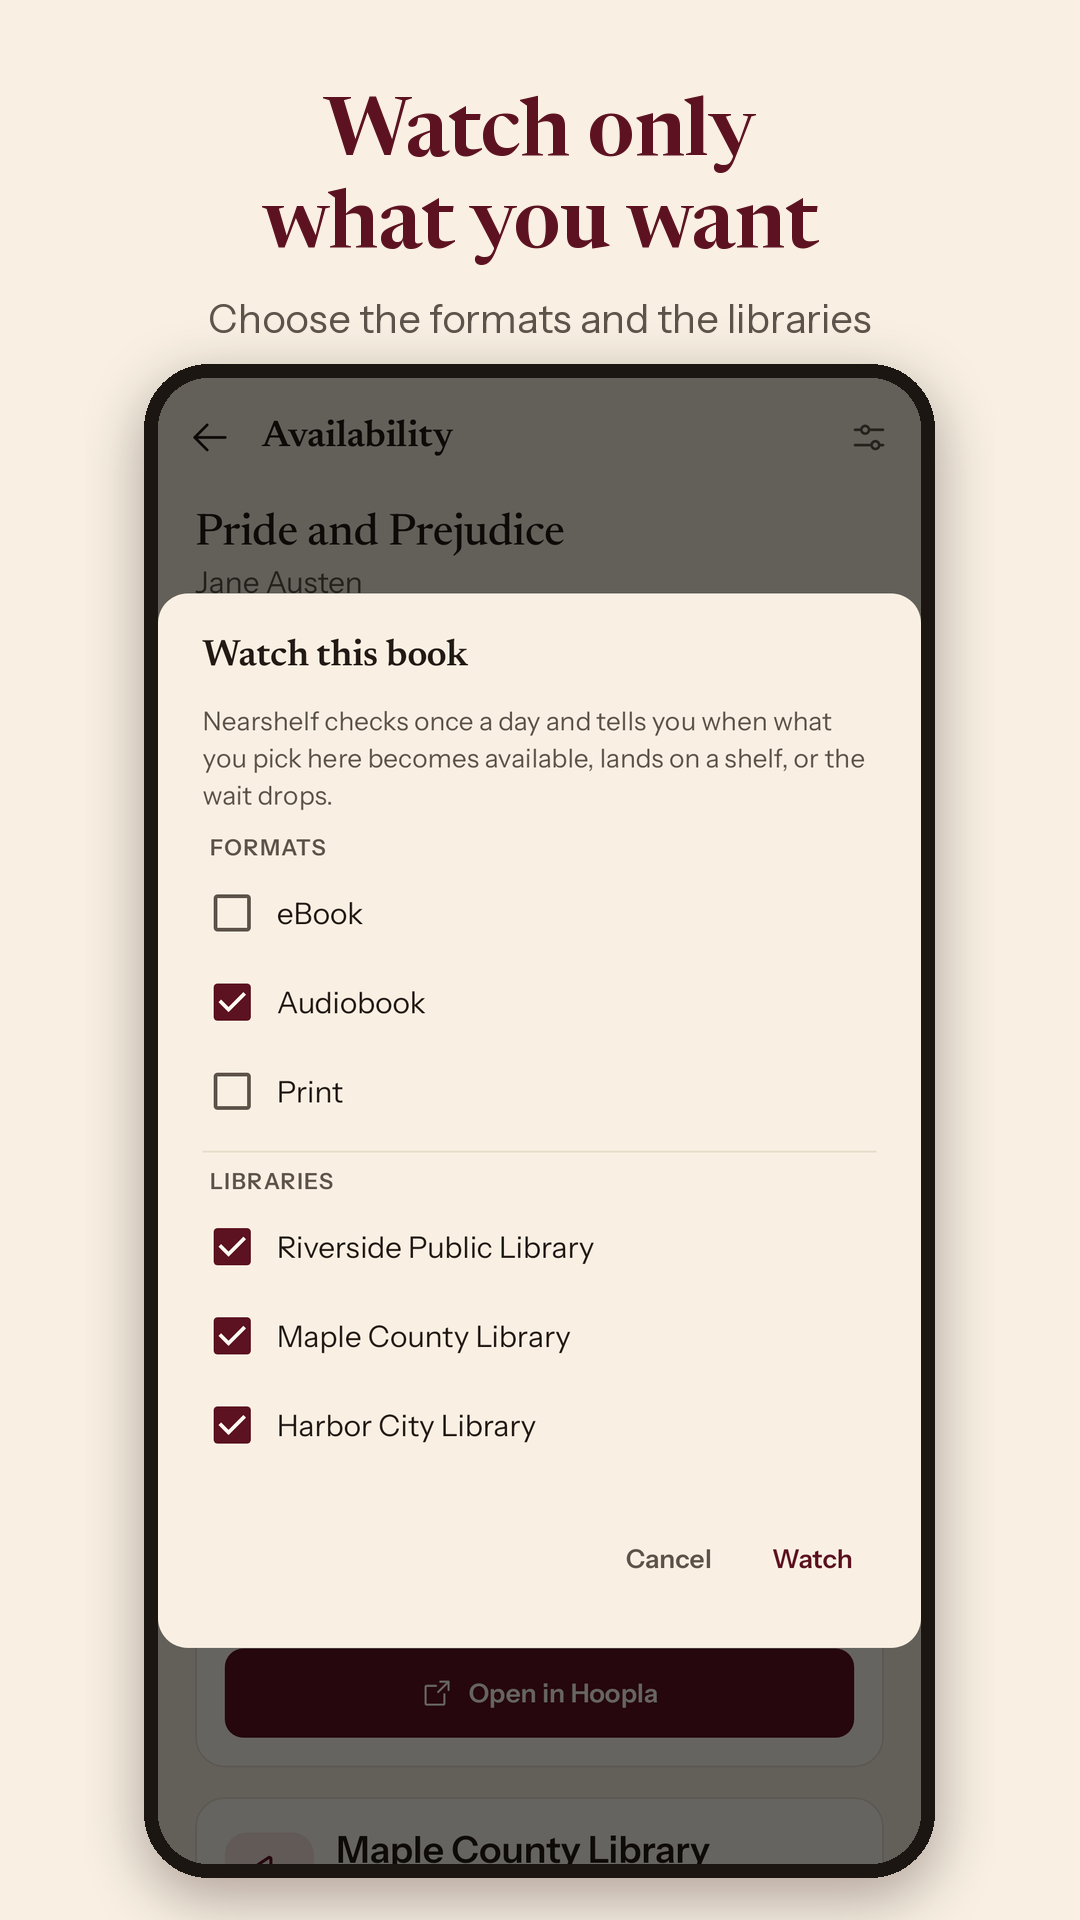 Watch only
what you want
Choose the formats and the libraries
Availability
Pride and Prejudice
Jane Austen
Watch this book
Nearshelf checks once a day and tells you when what
you pick here becomes available, lands on a shelf, or the
wait drops.
FORMATS
eBook
Audiobook
Print
LIBRARIES
Riverside Public Library
Maple County Library
Harbor City Library
Cancel
Watch
Open in Hoopla
Maple County Library